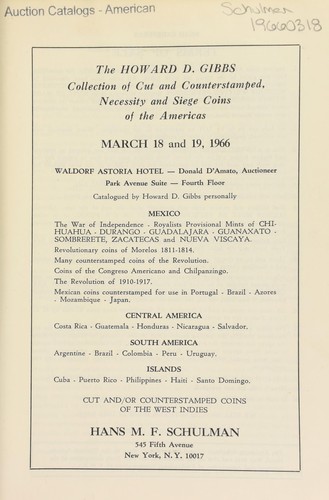 Auction Catalogs - American
Schulman
19660318
The HOWARD D. GIBBS
Collection of Cut and Counterstamped,
Necessity and Siege Coins
of the Americas
MARCH 18 and 19, 1966
WALDORF ASTORIA HOTEL — Donald D'Amato, Auctioneer
Park Avenue Suite — Fourth Floor
Catalogued by Howard D. Gibbs personally
MEXICO
The War of Independence - Royalists Provisional Mints of CHI-
HUAHUA - DURANGO - GUADALAJARA - GUANAXATO -
SOMBRERETE, ZACATECAS and NUEVA VISCAYA.
Revolutionary coins of Morelos 1811-1814.
Many counterstamped coins of the Revolution.
Coins of the Congreso Americano and Chilpanzingo.
The Revolution of 1910-1917.
Mexican coins counterstamped for use in Portugal - Brazil - Azores
- Mozambique - Japan.
CENTRAL AMERICA
Costa Rica - Guatemala - Honduras - Nicaragua - Salvador.
SOUTH AMERICA
Argentine - Brazil - Colombia - Peru - Uruguay.
ISLANDS
Cuba - Puerto Rico - Philippines - Haiti - Santo Domingo.
CUT AND/OR COUNTERSTAMPED COINS
OF THE WEST INDIES
HANS M. F. SCHULMAN
545 Fifth Avenue
New York, N. Y. 10017